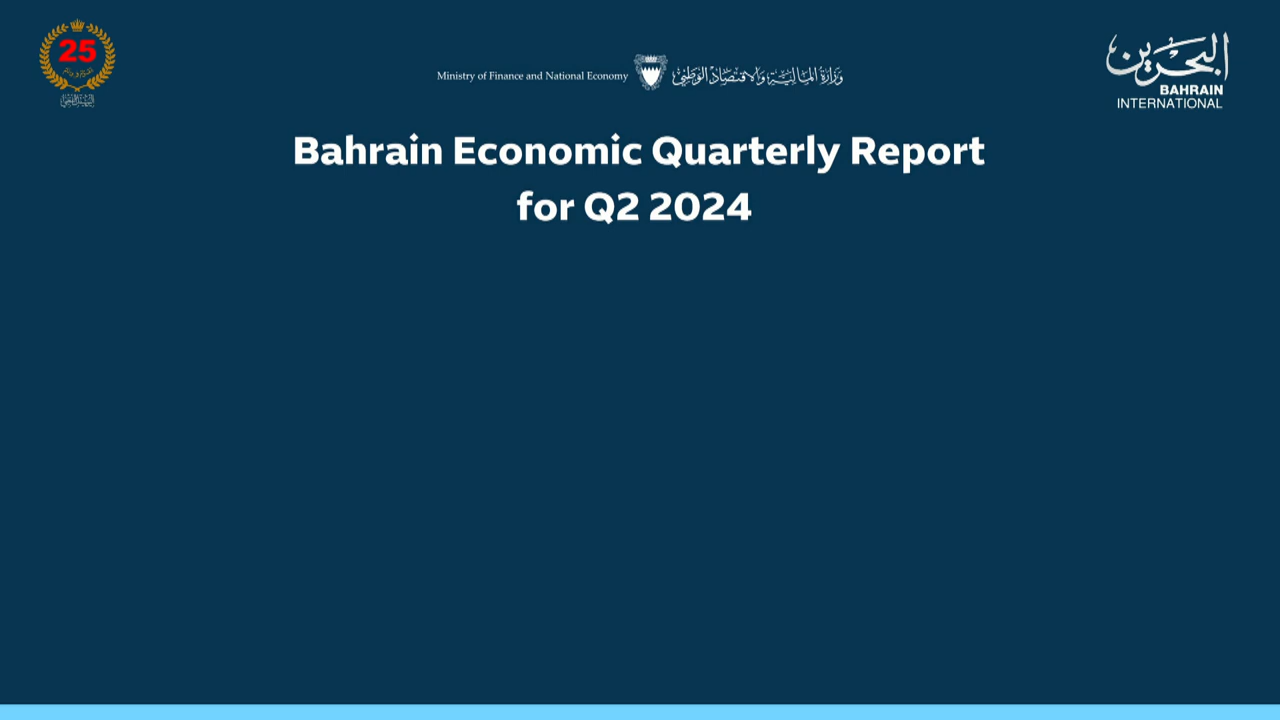 25
Ministry of Finance and National Economy
وزارة المالية والاقتصاد الوطني
البحرين
BAHRAIN
INTERNATIONAL
Bahrain Economic Quarterly Report
for Q2 2024